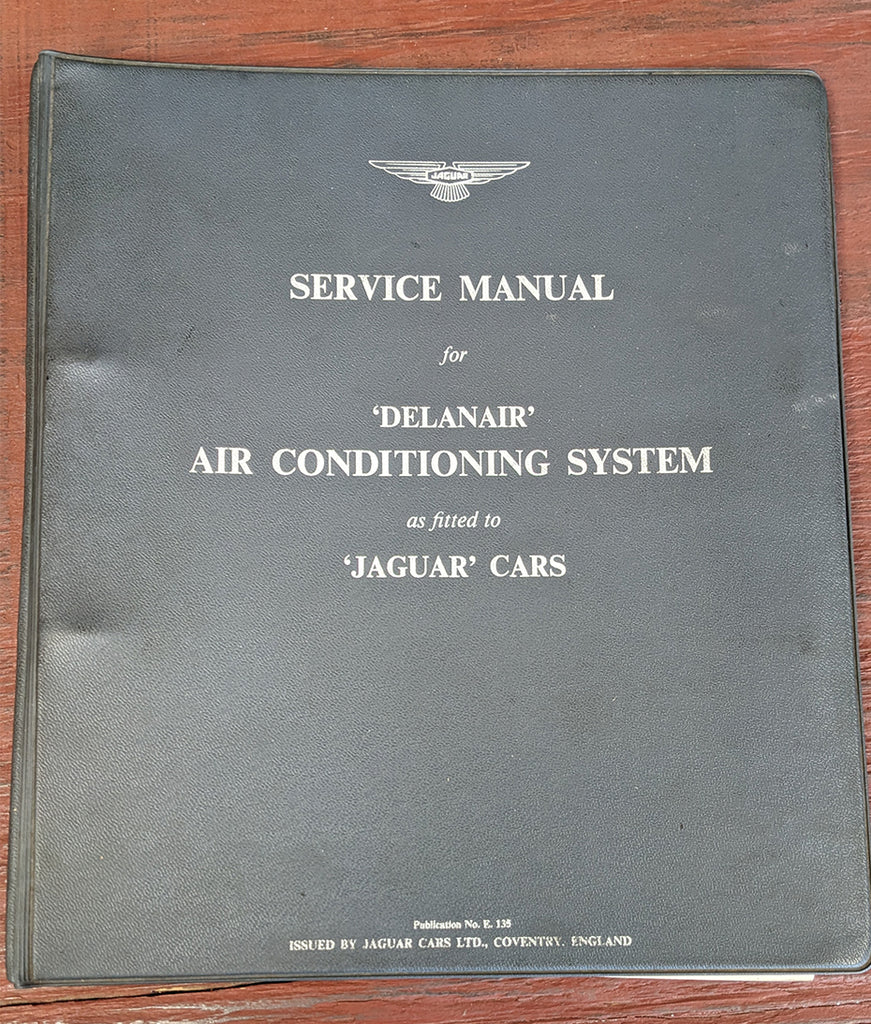 JAGUAR
SERVICE MANUAL
for
‘DELANAIR’
AIR CONDITIONING SYSTEM
as fitted to
‘JAGUAR’ CARS
Publication No. E. 135
ISSUED BY JAGUAR CARS LTD., COVENTRY. ENGLAND